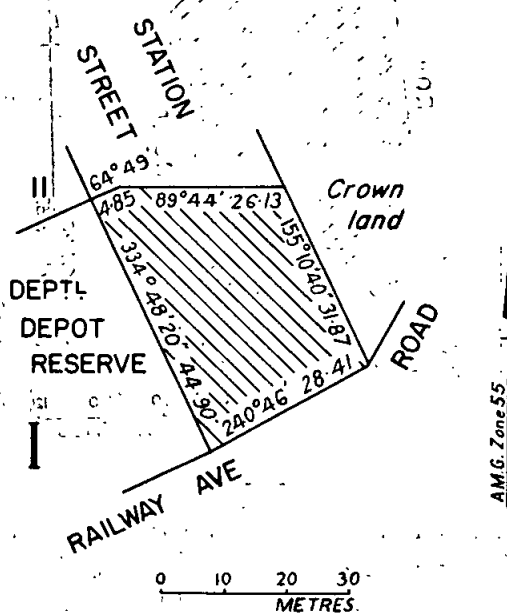 STATION
STREET
64° 49'
II
4·85
89° 44' 26·13
Crown
land
155° 10' 40" 31·87
334° 48' 20" 44·90
DEPTL
DEPOT
RESERVE
I
240° 46' 28·41
ROAD
RAILWAY AVE
A.M.G. Zone 55
0 10 20 30
METRES.